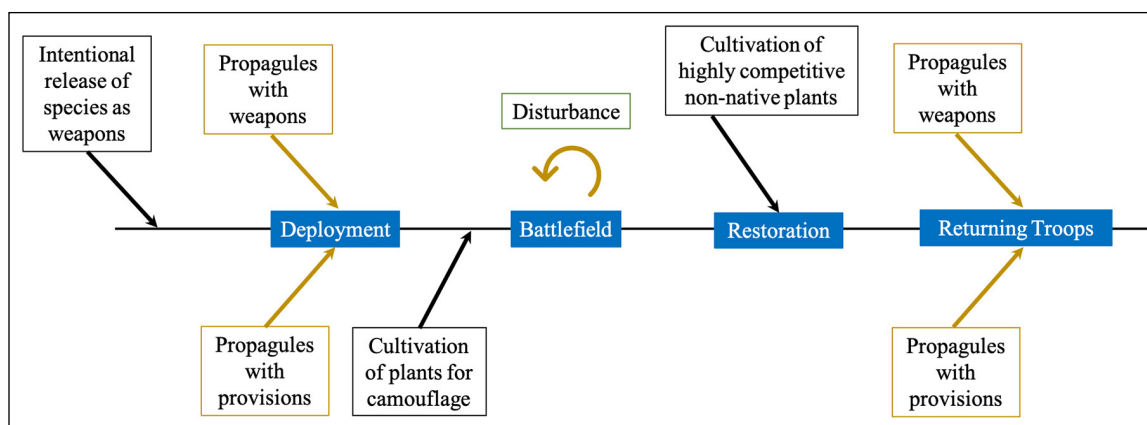 Intentional
release of
species as
weapons
Propagules
with
weapons
Disturbance
Cultivation of
highly competitive
non-native plants
Propagules
with
weapons
Deployment
Battlefield
Restoration
Returning Troops
Propagules
with
provisions
Cultivation
of plants for
camouflage
Propagules
with
provisions